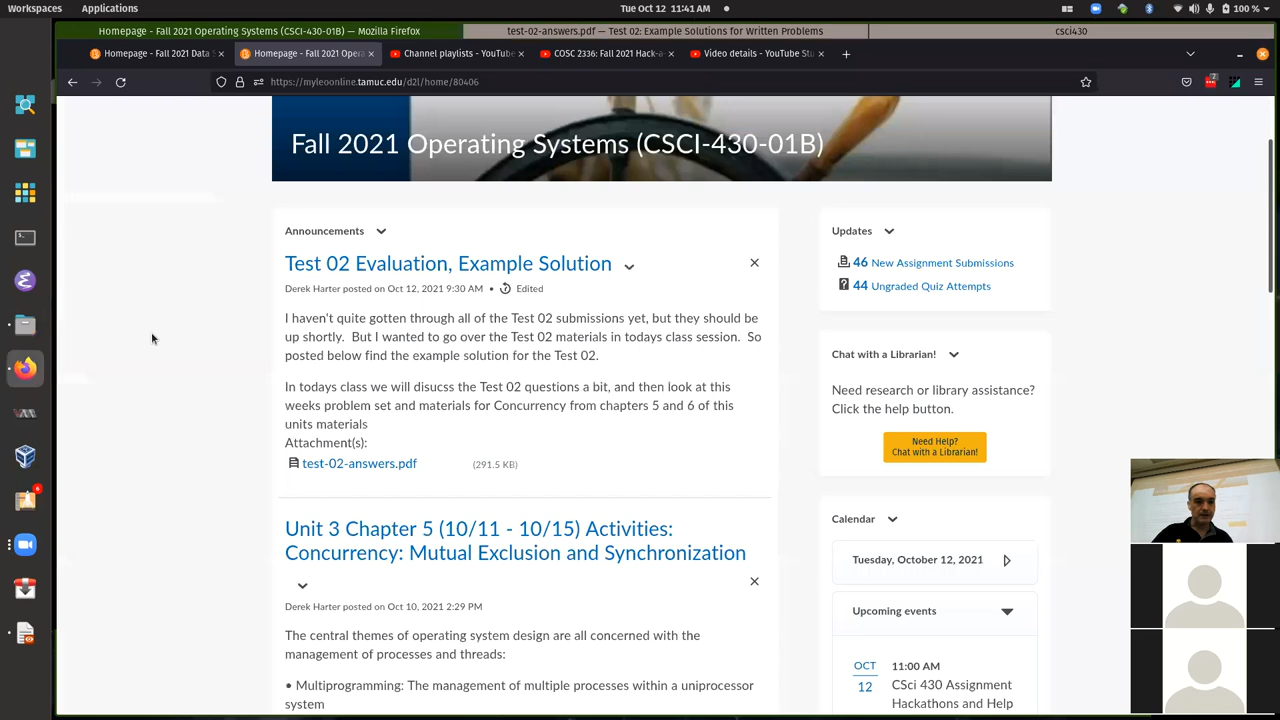 Workspaces Applications Tue Oct 12 11:41 AM 100 %
Homepage - Fall 2021 Operating Systems (CSCI-430-01B) — Mozilla Firefox test-02-answers.pdf — Test 02: Example Solutions for Written Problems csci430
Homepage - Fall 2021 Data S Homepage - Fall 2021 Opera Channel playlists - YouTube COSC 2336: Fall 2021 Hack-a Video details - YouTube Stu
https://myleoonline.tamuc.edu/d2l/home/80406
Fall 2021 Operating Systems (CSCI-430-01B)
Announcements
Test 02 Evaluation, Example Solution
Derek Harter posted on Oct 12, 2021 9:30 AM • Edited
I haven't quite gotten through all of the Test 02 submissions yet, but they should be
up shortly. But I wanted to go over the Test 02 materials in todays class session. So
posted below find the example solution for the Test 02.
In todays class we will disucss the Test 02 questions a bit, and then look at this
weeks problem set and materials for Concurrency from chapters 5 and 6 of this
units materials
Attachment(s):
test-02-answers.pdf (291.5 KB)
Unit 3 Chapter 5 (10/11 - 10/15) Activities:
Concurrency: Mutual Exclusion and Synchronization
Derek Harter posted on Oct 10, 2021 2:29 PM
The central themes of operating system design are all concerned with the
management of processes and threads:
• Multiprogramming: The management of multiple processes within a uniprocessor
system
Updates
46 New Assignment Submissions
44 Ungraded Quiz Attempts
Chat with a Librarian!
Need research or library assistance?
Click the help button.
Need Help?
Chat with a Librarian!
Calendar
Tuesday, October 12, 2021
Upcoming events
OCT 11:00 AM
12 CSci 430 Assignment
Hackathons and Help